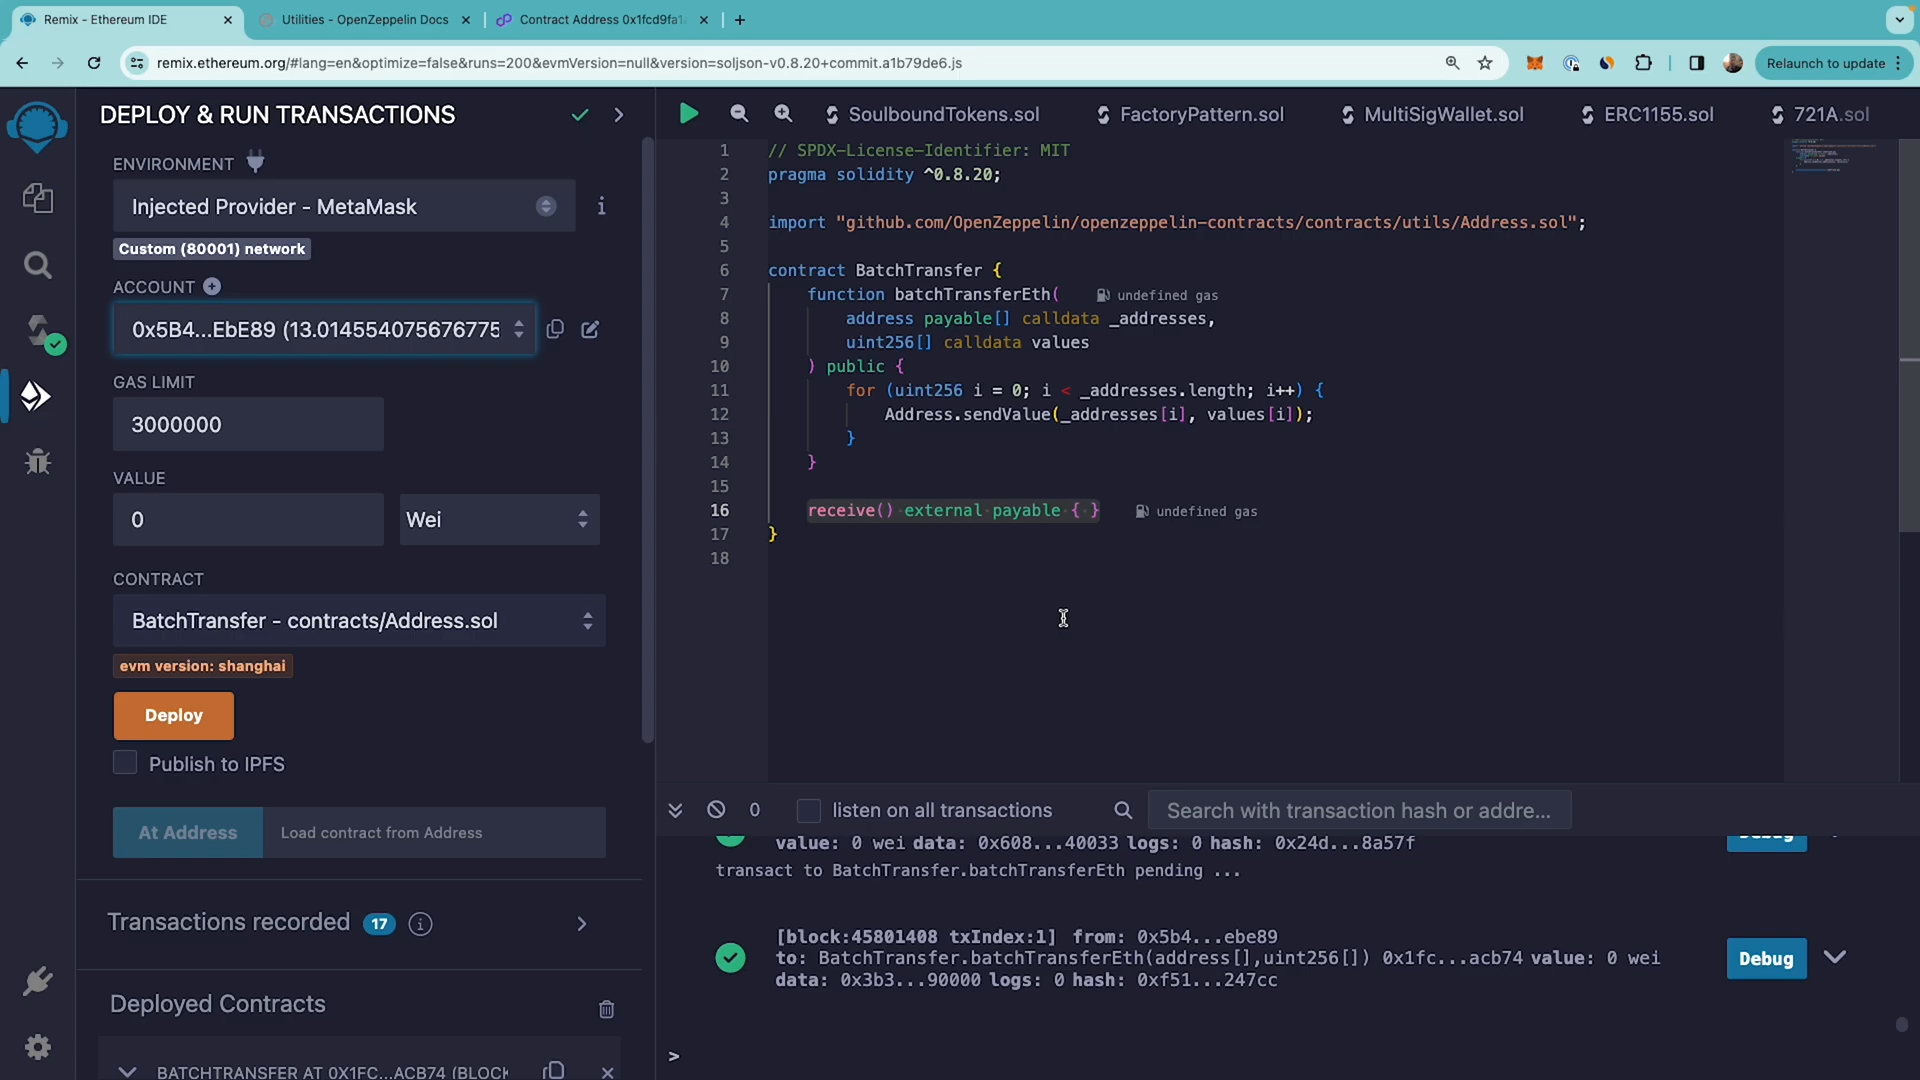 Remix - Ethereum IDE
Utilities - OpenZeppelin Docs
Contract Address 0x1fcd9fa1
remix.ethereum.org/#lang=en&optimize=false&runs=200&evmVersion=null&version=soljson-v0.8.20+commit.a1b79de6.js
Relaunch to update
DEPLOY & RUN TRANSACTIONS
ENVIRONMENT
Injected Provider - MetaMask
Custom (80001) network
ACCOUNT
0x5B4...EbE89 (13.014554075676775
GAS LIMIT
3000000
VALUE
0
Wei
CONTRACT
BatchTransfer - contracts/Address.sol
evm version: shanghai
Deploy
Publish to IPFS
At Address
Load contract from Address
Transactions recorded 17
Deployed Contracts
BATCHTRANSFER AT 0X1FC...ACB74 (BLOCK
SoulboundTokens.sol
FactoryPattern.sol
MultiSigWallet.sol
ERC1155.sol
721A.sol
1 // SPDX-License-Identifier: MIT
2 pragma solidity ^0.8.20;
3
4 import "github.com/OpenZeppelin/openzeppelin-contracts/contracts/utils/Address.sol";
5
6 contract BatchTransfer {
7 function batchTransferEth( undefined gas
8 address payable[] calldata _addresses,
9 uint256[] calldata values
10 ) public {
11 for (uint256 i = 0; i < _addresses.length; i++) {
12 Address.sendValue(_addresses[i], values[i]);
13 }
14 }
15
16 receive() external payable { } undefined gas
17 }
18
0
listen on all transactions
Search with transaction hash or addre...
value: 0 wei data: 0x608...40033 logs: 0 hash: 0x24d...8a57f
Debug
transact to BatchTransfer.batchTransferEth pending ...
[block:45801408 txIndex:1] from: 0x5b4...ebe89
to: BatchTransfer.batchTransferEth(address[],uint256[]) 0x1fc...acb74 value: 0 wei
data: 0x3b3...90000 logs: 0 hash: 0xf51...247cc
Debug
>